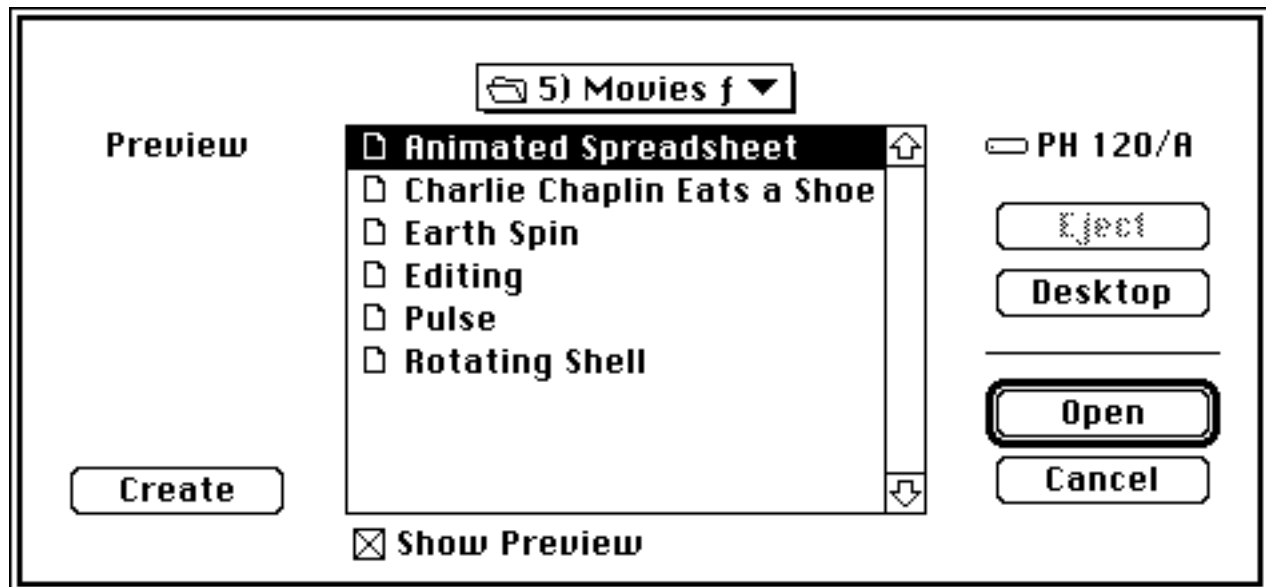 5) Movies ƒ
Preview
Animated Spreadsheet
Charlie Chaplin Eats a Shoe
Earth Spin
Editing
Pulse
Rotating Shell
PH 120/A
Eject
Desktop
Open
Cancel
Create
Show Preview